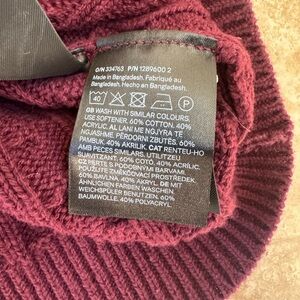 O/N 334763 P/N 1289600 2
Made in Bangladesh. Fabriqué au
Bangladesh. Hecho en Bangladesh.
40
P
GB WASH WITH SIMILAR COLOURS.
USE SOFTENER. 60% COTTON. 40%
ACRYLIC. AL LANI ME NGJYRA TE
NGJASHME. PËRDORNI ZBUTËS. 60%
PAMBUK. 40% AKRILIK. CAT RENTEU-HO
AMB PECES SIMILARS. UTILITZEU
SUAVITZANT. 60% COTÓ. 40% ACRÍLIC.
CZ PERTE S PODOBNÝMI BARVAMI.
POUŽIJTE ZMĚKČOVACÍ PROSTŘEDEK.
60% BAVLNA. 40% AKRYL. DE MIT
ÄHNLICHEN FARBEN WASCHEN.
WEICHSPÜLER BENUTZEN. 60%
BAUMWOLLE. 40% POLYACRYL.